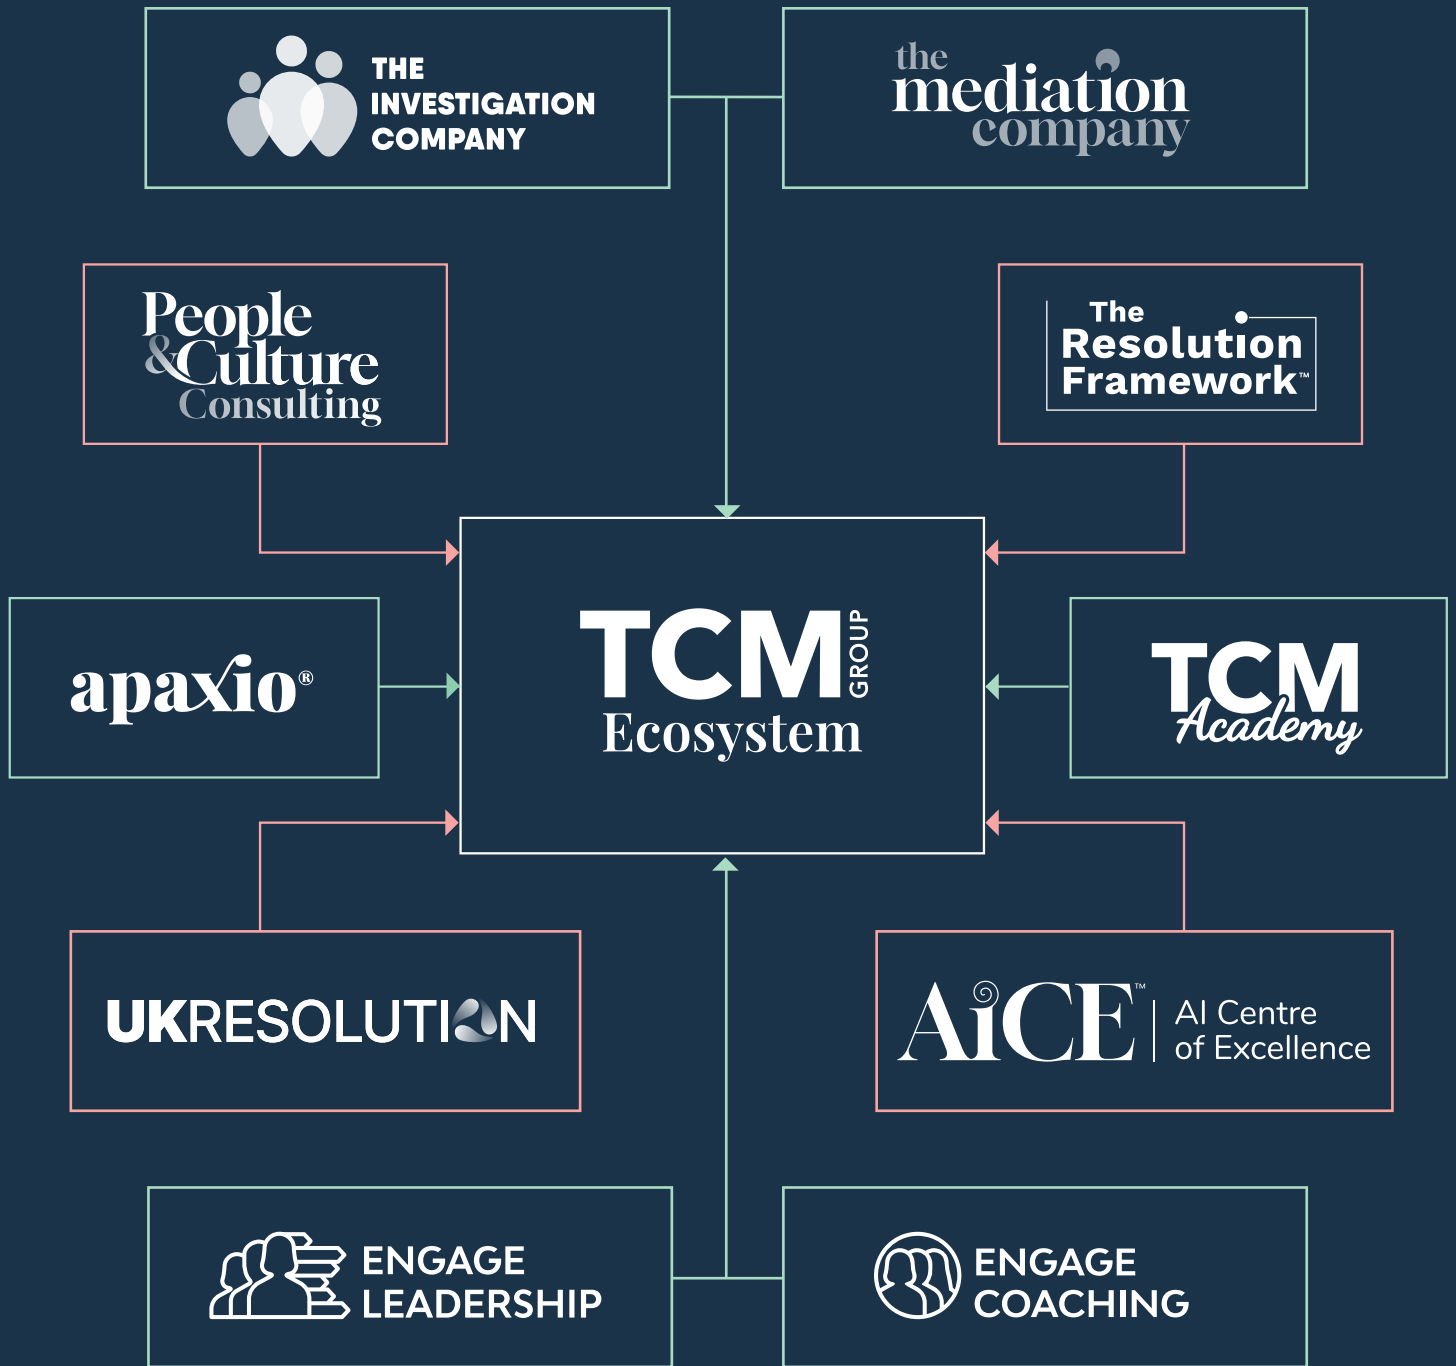 THE
INVESTIGATION
COMPANY
the
mediation
company
People
&Culture
Consulting
The
Resolution
Framework™
apaxio®
TCM GROUP
Ecosystem
TCM
Academy
UKRESOLUTION
AiCE™
AI Centre
of Excellence
ENGAGE
LEADERSHIP
ENGAGE
COACHING